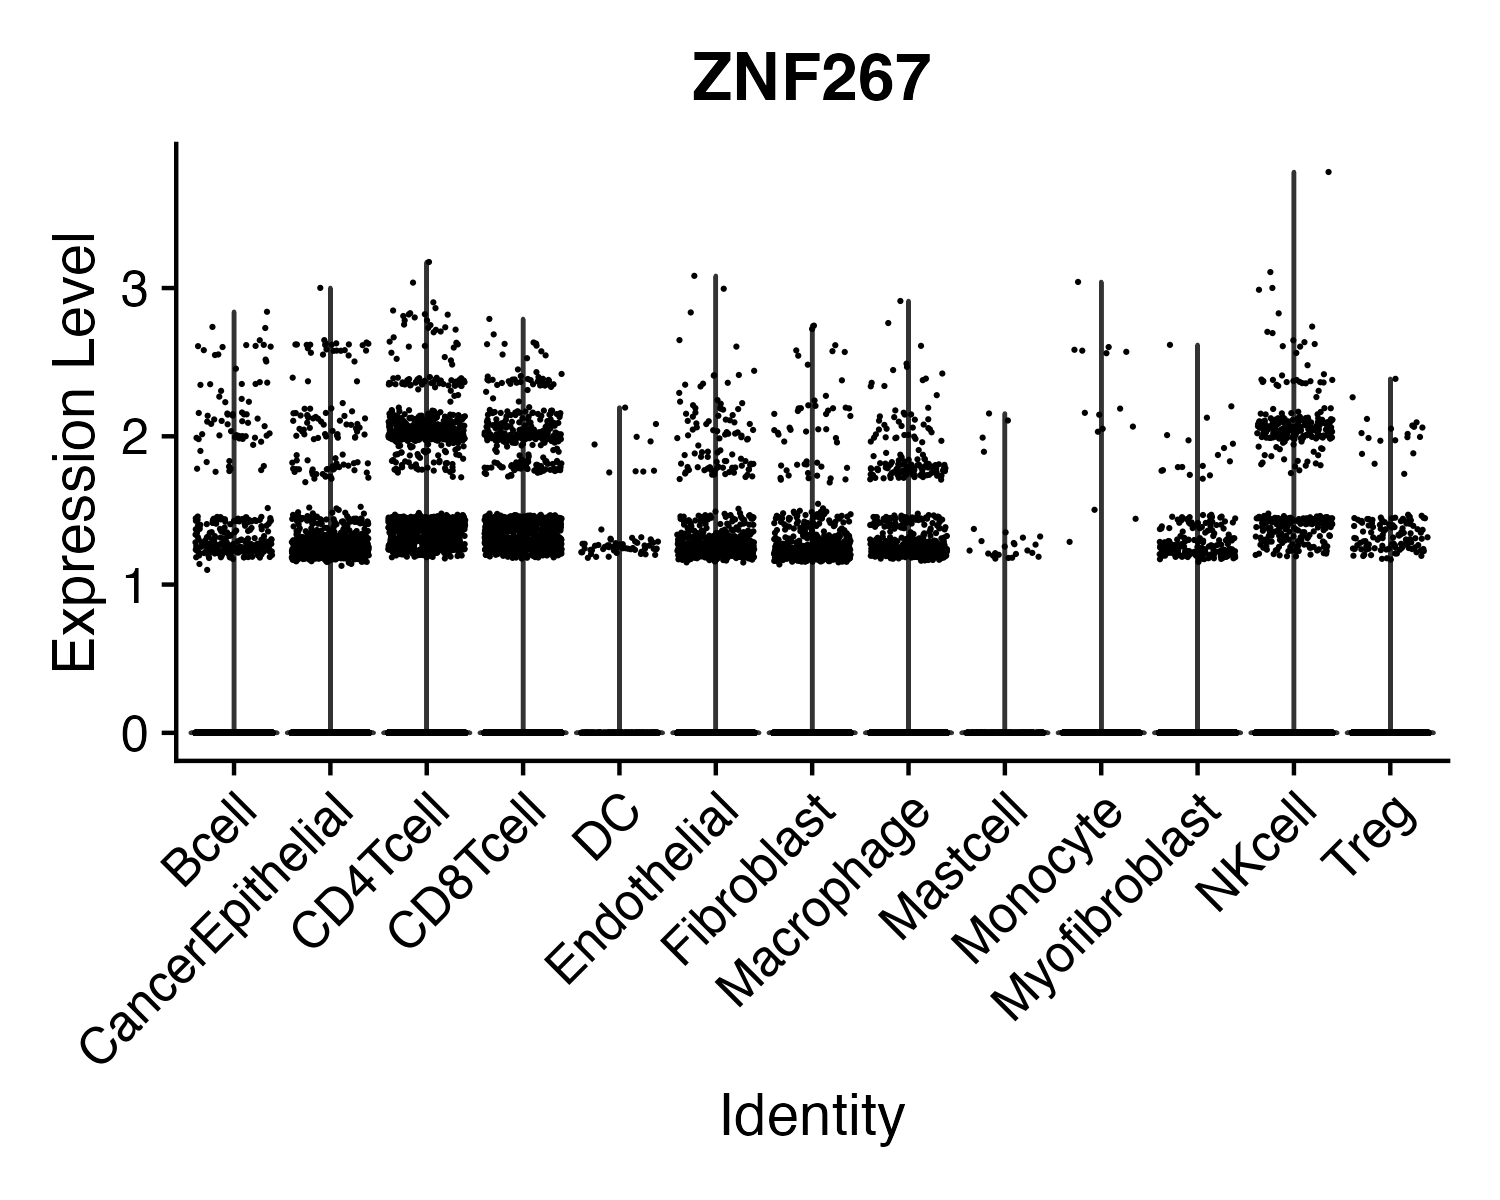 ZNF267
Expression Level
3
2
1
0
Bcell
CancerEpithelial
CD4Tcell
CD8Tcell
DC
Endothelial
Fibroblast
Macrophage
Mastcell
Monocyte
Myofibroblast
NKcell
Treg
Identity